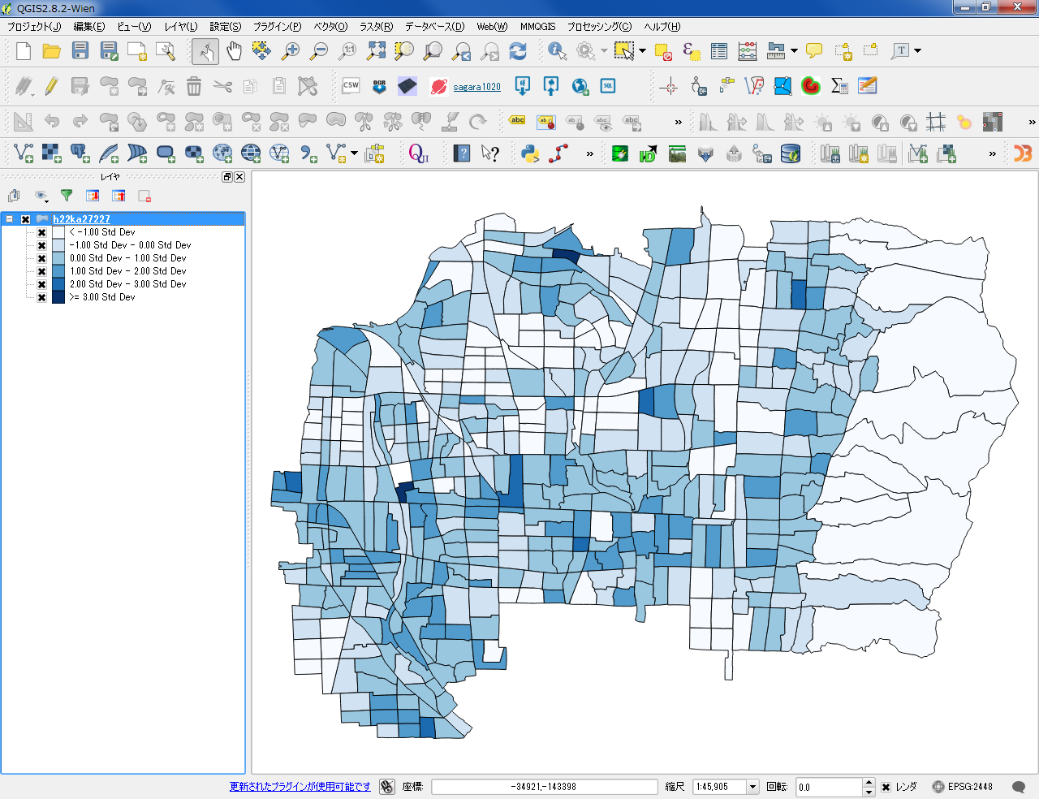 QGIS2.8.2-Wien
プロジェクト(J) 編集(E) ビュー(V) レイヤ(L) 設定(S) プラグイン(P) ベクタ(O) ラスタ(R) データベース(D) Web(W) MMQGIS プロセッシング(C) ヘルプ(H)
CSW sagara1020
abc abc abc abc abc
レイヤ
h22ka27227
< -1.00 Std Dev
-1.00 Std Dev - 0.00 Std Dev
0.00 Std Dev - 1.00 Std Dev
1.00 Std Dev - 2.00 Std Dev
2.00 Std Dev - 3.00 Std Dev
>= 3.00 Std Dev
更新されたプラグインが使用可能です 座標: -34921,-143398 縮尺 1:45,905 回転: 0.0 レンダ EPSG:2448